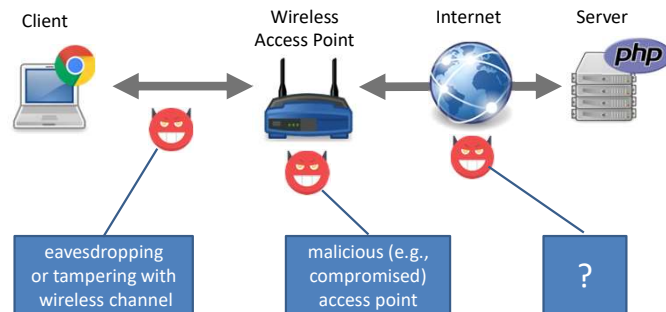 Client
Wireless
Access Point
Internet
Server
php
eavesdropping
or tampering with
wireless channel
malicious (e.g.,
compromised)
access point
?